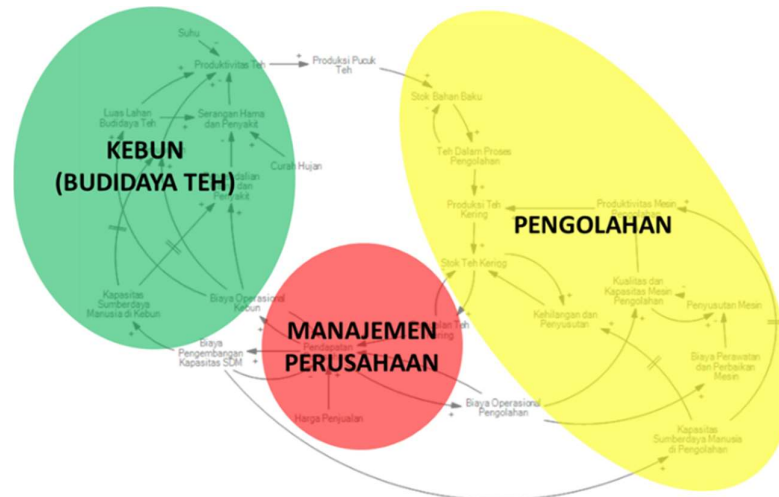 Suhu
Produktivitas Teh
Produksi Pucuk
Teh
Stok Bahan Baku
Luas Lahan
Budidaya Teh
Serangan Hama
dan Penyakit
KEBUN
(BUDIDAYA TEH)
Curah Hujan
Penyakit
Teh Dalam Proses
Pengolahan
Produksi Teh
Kering
Produktivitas Mesin
Pengolahan
PENGOLAHAN
Stok Teh Kering
Kualitas dan
Kapasitas Mesin
Pengolahan
Penyusutan Mesin
Kehilangan dan
Penyusutan
Kapasitas
Sumberdaya
Manusia di Kebun
Biaya Operasional
Kebun
MANAJEMEN
PERUSAHAAN
Teh
Pendapatan
Biaya
Pengembangan
Kapasitas SDM
Biaya Perawatan
dan Perbaikan
Mesin
Harga Penjualan
Biaya Operasional
Pengolahan
Kapasitas
Sumberdaya Manusia
di Pengolahan